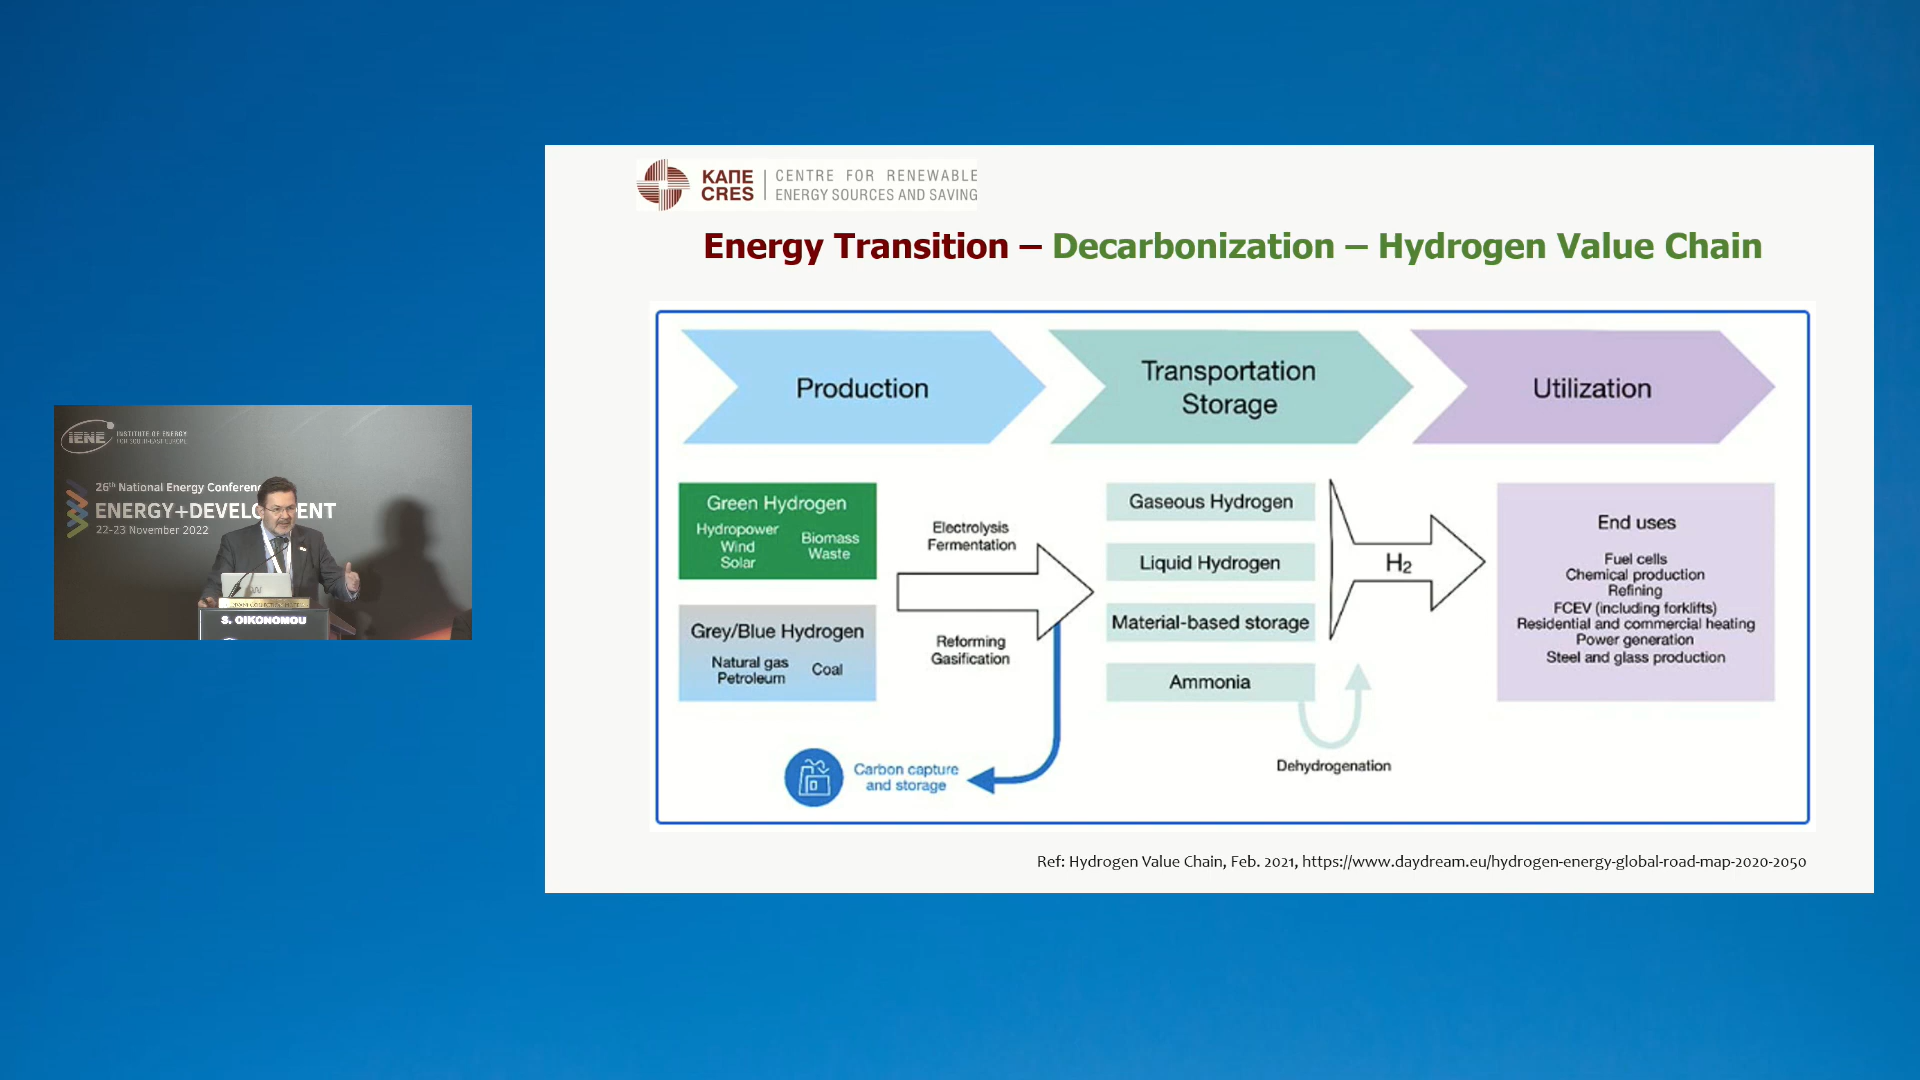 iENE
INSTITUTE OF ENERGY
FOR SOUTH-EAST EUROPE
26th National Energy
ENERGY+
22-23 November 2022
S. OIKONOMOU
ΚΑΠΕ
CRES
CENTRE FOR RENEWABLE
ENERGY SOURCES AND SAVING
Energy Transition – Decarbonization – Hydrogen Value Chain
Production
Transportation
Storage
Utilization
Green Hydrogen
Hydropower
Wind
Solar
Biomass
Waste
Grey/Blue Hydrogen
Natural gas
Petroleum
Coal
Electrolysis
Fermentation
Reforming
Gasification
Carbon capture
and storage
Gaseous Hydrogen
Liquid Hydrogen
Material-based storage
Ammonia
Dehydrogenation
H2
End uses
Fuel cells
Chemical production
Refining
FCEV (including forklifts)
Residential and commercial heating
Power generation
Steel and glass production
Ref: Hydrogen Value Chain, Feb. 2021, https://www.daydream.eu/hydrogen-energy-global-road-map-2020-2050